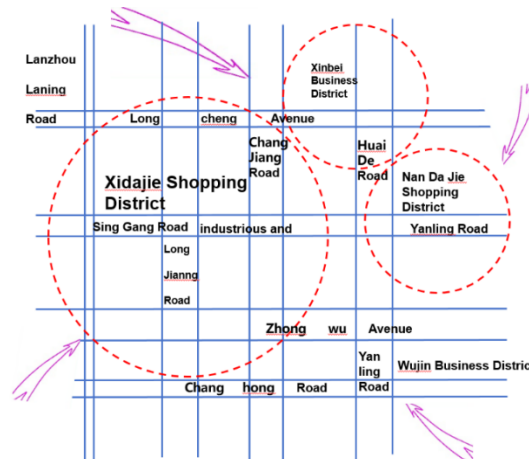 Lanzhou
Laning
Road
Xinbei
Business
District
Long cheng Avenue
Chang
Jiang
Road
Huai
De
Road
Nan Da Jie
Shopping
District
Xidajie Shopping
District
Sing Gang Road industrious and
Yanling Road
Long
Jianng
Road
Zhong wu Avenue
Yan
ling
Road
Wujin Business Distric
Chang hong Road